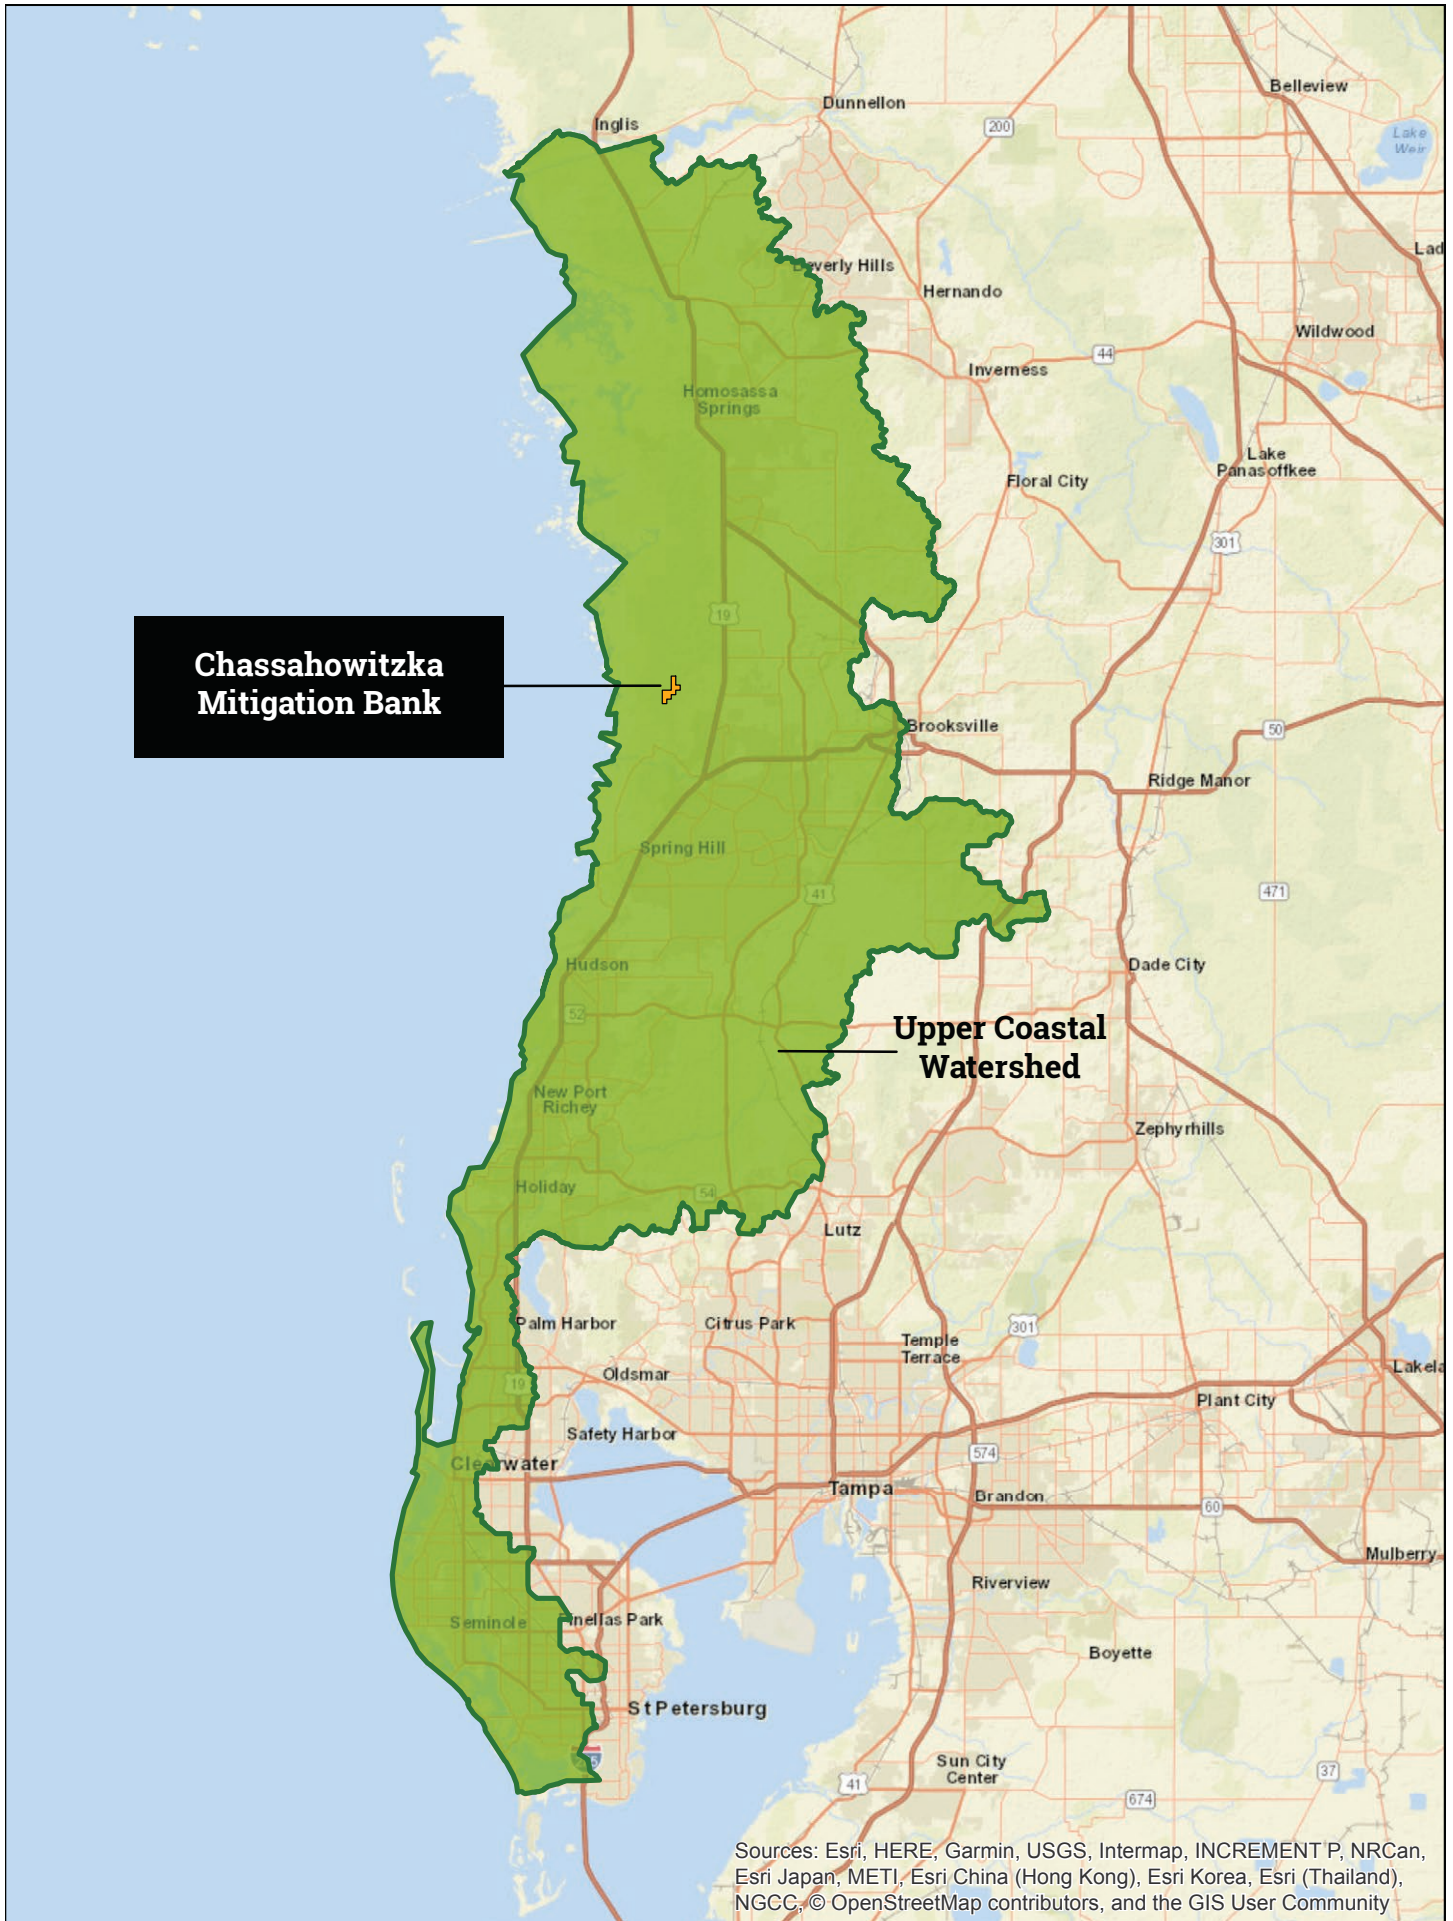 Belleview
Dunnellon
Inglis
200
Lake
Weir
Lad
Beverly Hills
Hernando
Wildwood
44
Inverness
Homosassa
Springs
Lake
Panasoffkee
Floral City
301
19
Chassahowitzka
Mitigation Bank
Brooksville
50
Ridge Manor
Spring Hill
41
471
Hudson
Dade City
52
Upper Coastal
Watershed
New Port
Richey
Zephyrhills
Holiday
54
Lutz
Palm Harbor
Citrus Park
301
Temple
Terrace
Lakela
Oldsmar
19
Plant City
Safety Harbor
574
Clearwater
Tampa
Brandon
60
Mulberry
Riverview
Seminole
Pinellas Park
Boyette
St Petersburg
Sun City
Center
37
41
674
Sources: Esri, HERE, Garmin, USGS, Intermap, INCREMENT P, NRCan,
Esri Japan, METI, Esri China (Hong Kong), Esri Korea, Esri (Thailand),
NGCC, © OpenStreetMap contributors, and the GIS User Community